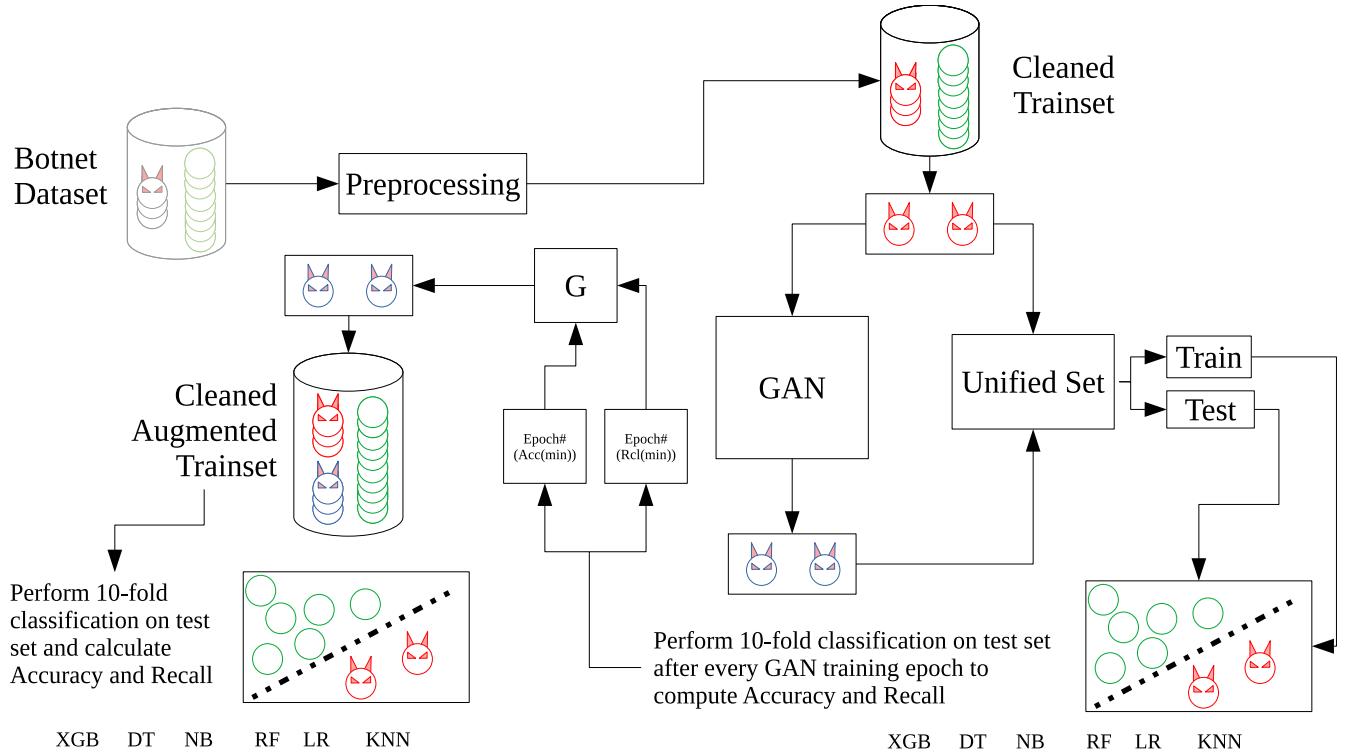 Botnet
Dataset
Preprocessing
Cleaned
Trainset
G
GAN
Unified Set
Train
Test
Cleaned
Augmented
Trainset
Epoch#
(Acc(min))
Epoch#
(Rcl(min))
Perform 10-fold
classification on test
set and calculate
Accuracy and Recall
Perform 10-fold classification on test set
after every GAN training epoch to
compute Accuracy and Recall
XGB DT NB RF LR KNN
XGB DT NB RF LR KNN